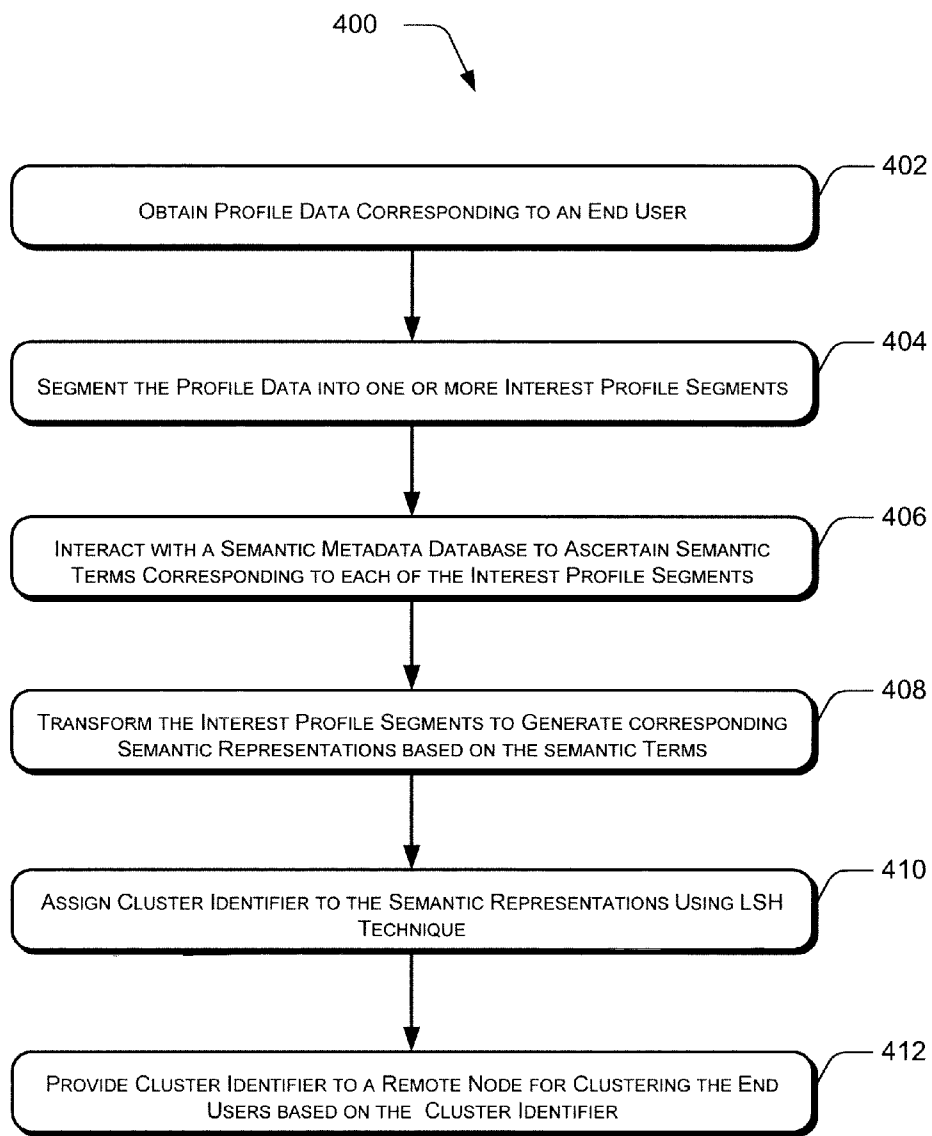 400
402
OBTAIN PROFILE DATA CORRESPONDING TO AN END USER
404
SEGMENT THE PROFILE DATA INTO ONE OR MORE INTEREST PROFILE SEGMENTS
406
INTERACT WITH A SEMANTIC METADADA DATABASE TO ASCERTAIN SEMANTIC
TERMS CORRESPONDING TO EACH OF THE INTEREST PROFILE SEGMENTS
408
TRANSFORM THE INTEREST PROFILE SEGMENTS TO GENERATE CORRESPONDING
SEMANTIC REPRESENTATIONS BASED ON THE SEMANTIC TERMS
410
ASSIGN CLUSTER IDENTIFIER TO THE SEMANTIC REPRESENTATIONS USING LSH
TECHNIQUE
412
PROVIDE CLUSTER IDENTIFIER TO A REMOTE NODE FOR CLUSTERING THE END
USERS BASED ON THE CLUSTER IDENTIFIER